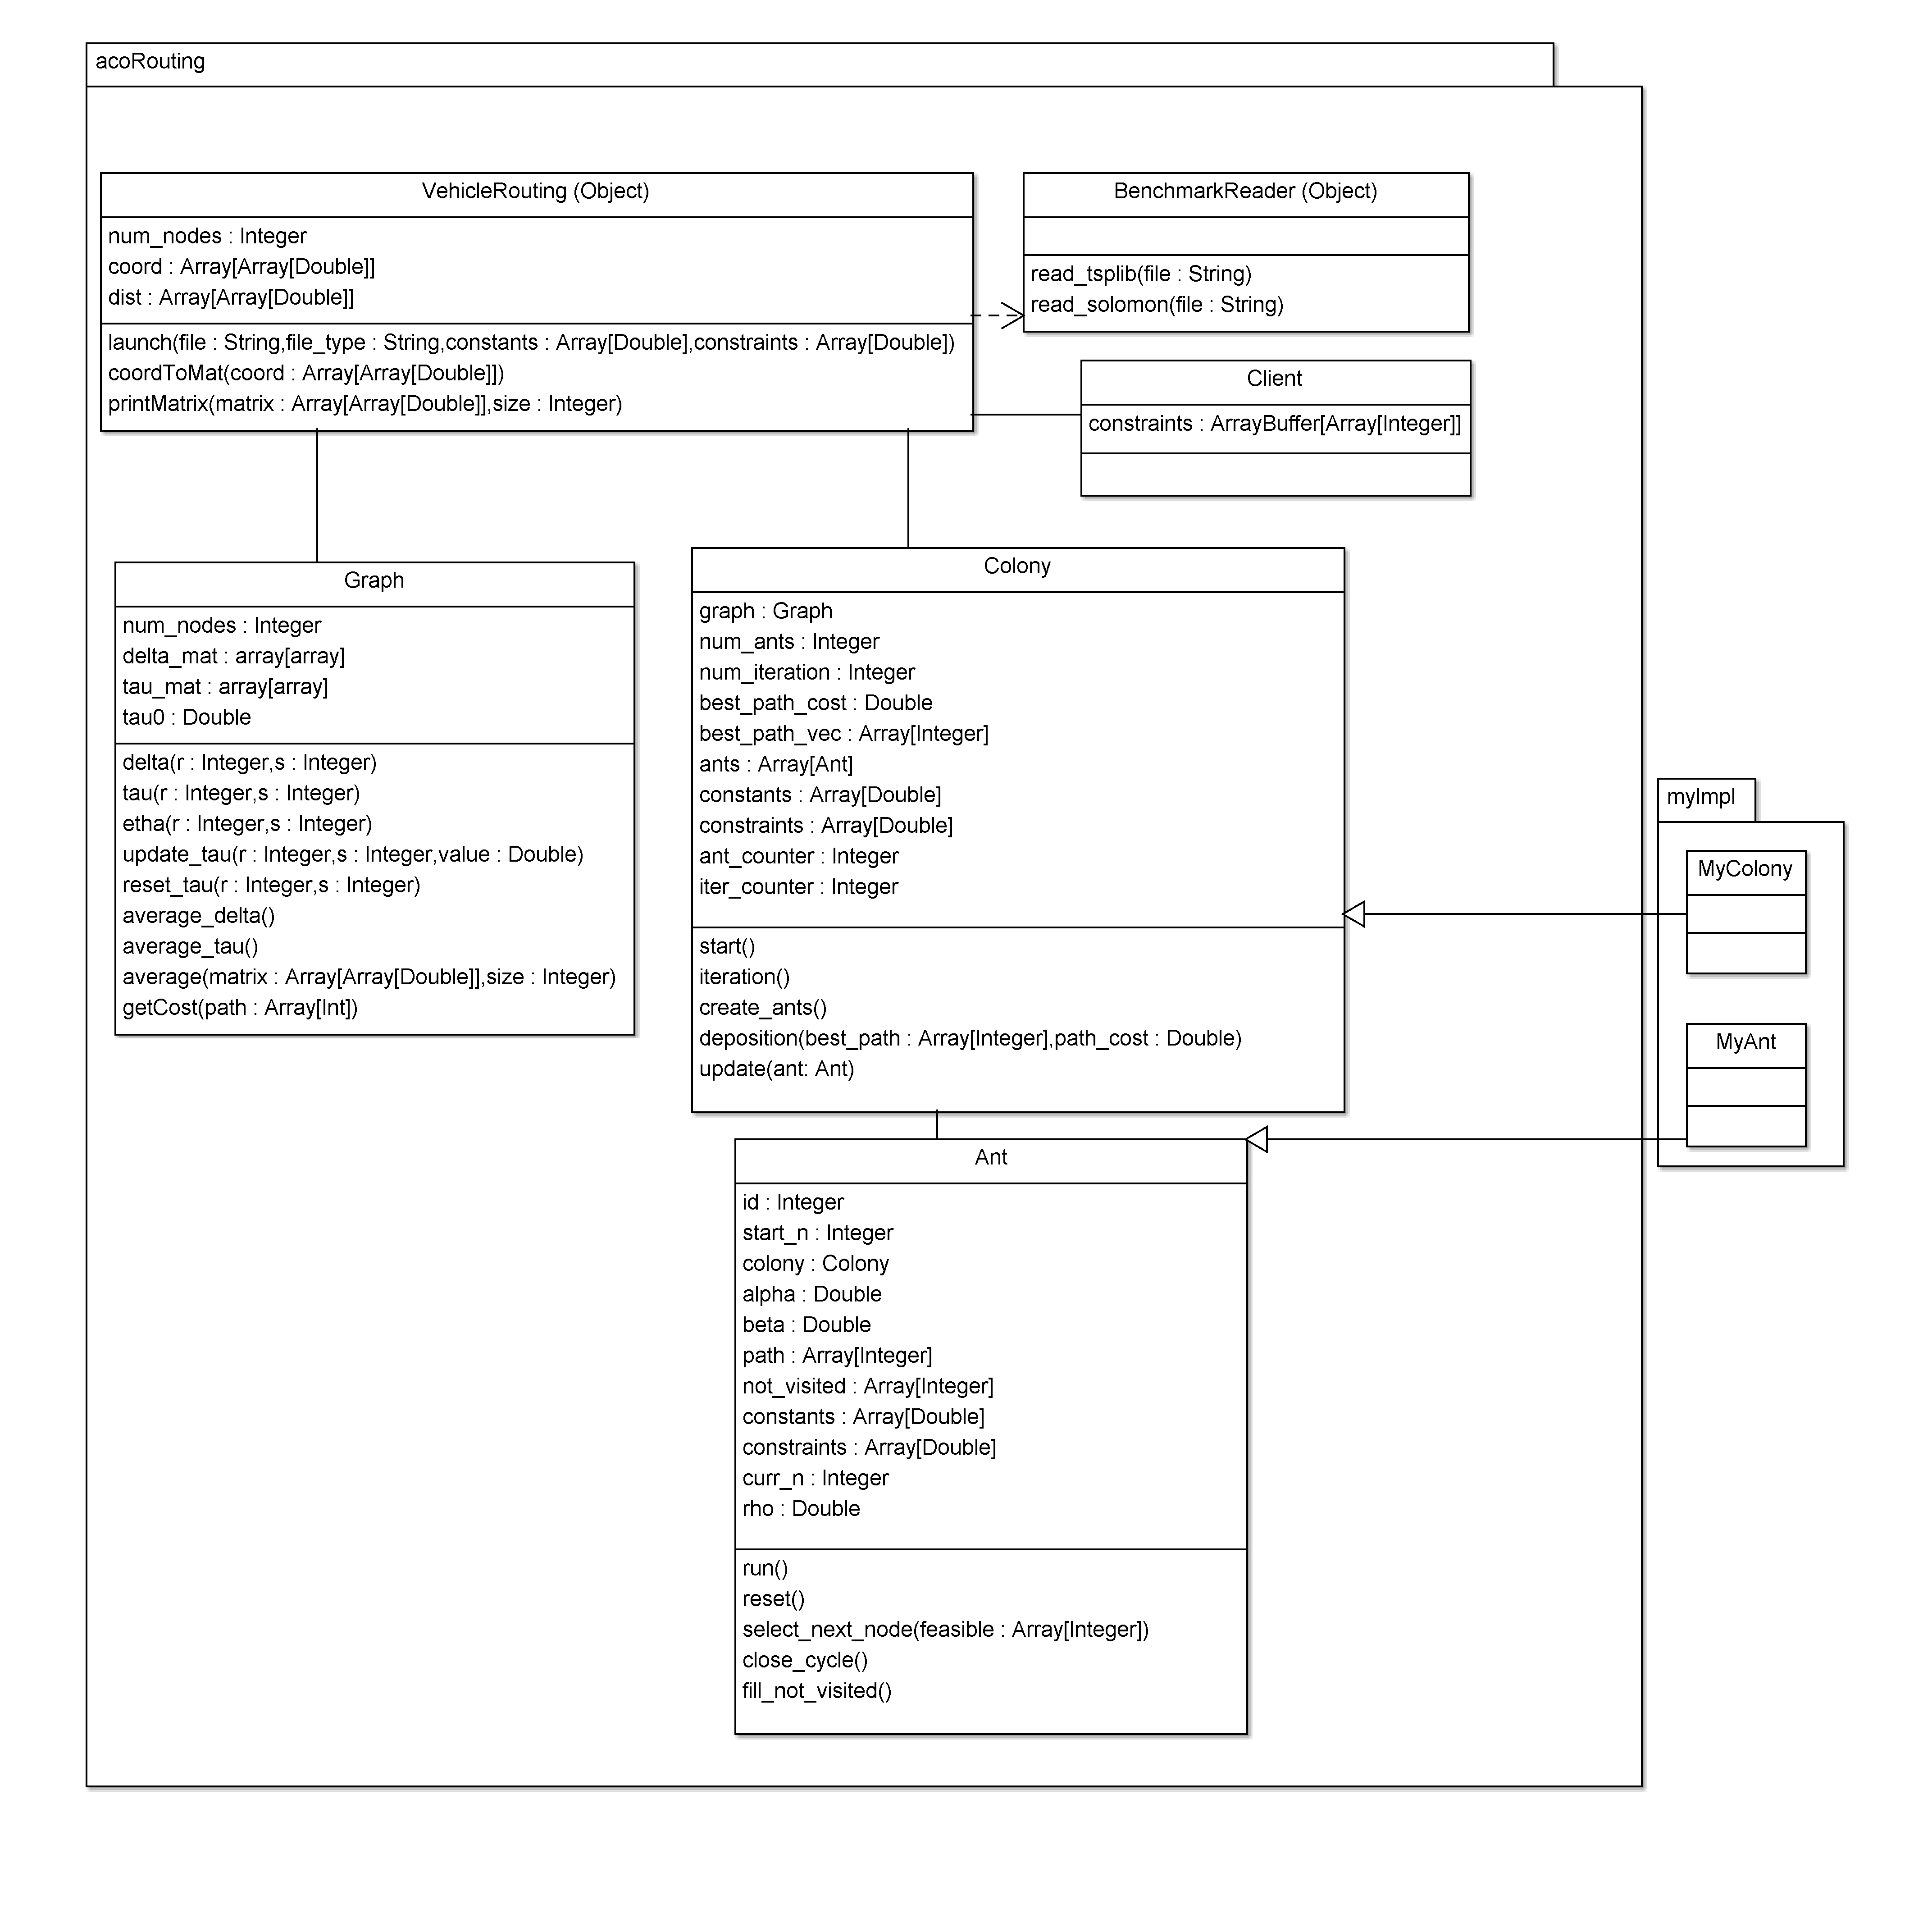 acoRouting
VehicleRouting (Object)
num_nodes : Integer
coord : Array[Array[Double]]
dist : Array[Array[Double]]
launch(file : String,file_type : String,constants : Array[Double],constraints : Array[Double])
coordToMat(coord : Array[Array[Double]])
printMatrix(matrix : Array[Array[Double]],size : Integer)
BenchmarkReader (Object)
read_tsplib(file : String)
read_solomon(file : String)
Client
constraints : ArrayBuffer[Array[Integer]]
Graph
num_nodes : Integer
delta_mat : array[array]
tau_mat : array[array]
tau0 : Double
delta(r : Integer,s : Integer)
tau(r : Integer,s : Integer)
etha(r : Integer,s : Integer)
update_tau(r : Integer,s : Integer,value : Double)
reset_tau(r : Integer,s : Integer)
average_delta()
average_tau()
average(matrix : Array[Array[Double]],size : Integer)
getCost(path : Array[Int])
Colony
graph : Graph
num_ants : Integer
num_iteration : Integer
best_path_cost : Double
best_path_vec : Array[Integer]
ants : Array[Ant]
constants : Array[Double]
constraints : Array[Double]
ant_counter : Integer
iter_counter : Integer
start()
iteration()
create_ants()
deposition(best_path : Array[Integer],path_cost : Double)
update(ant: Ant)
myImpl
MyColony
MyAnt
Ant
id : Integer
start_n : Integer
colony : Colony
alpha : Double
beta : Double
path : Array[Integer]
not_visited : Array[Integer]
constants : Array[Double]
constraints : Array[Double]
curr_n : Integer
rho : Double
run()
reset()
select_next_node(feasible : Array[Integer])
close_cycle()
fill_not_visited()